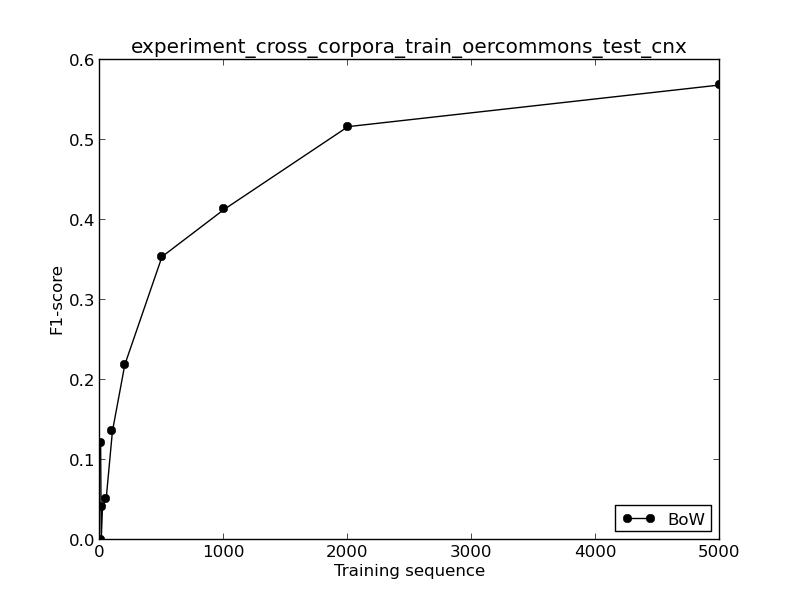 experiment_cross_corpora_train_oercommons_test_cnx
0.6
0.5
0.4
0.3
0.2
0.1
0.0
F1-score
BoW
0 1000 2000 3000 4000 5000
Training sequence